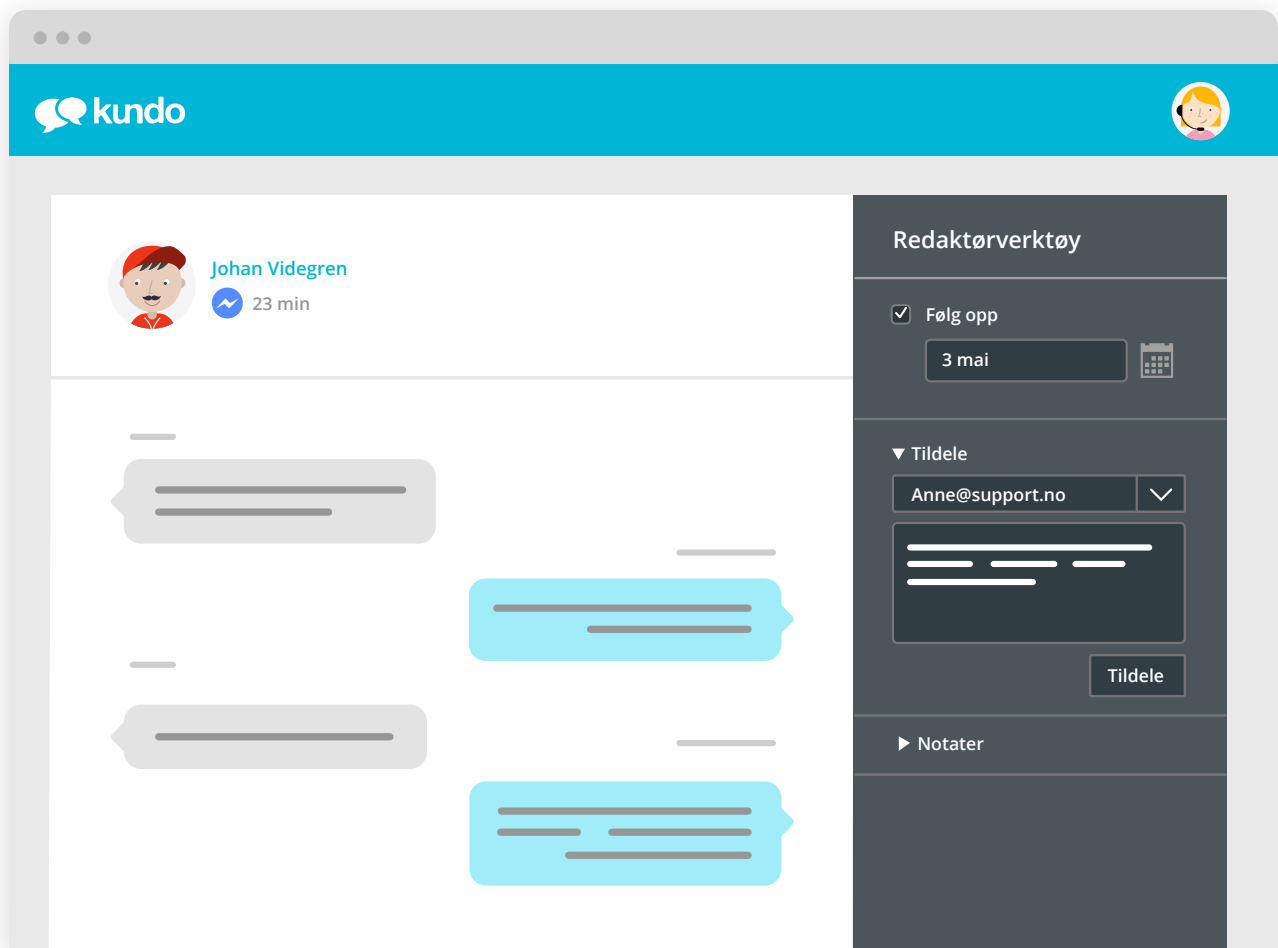 kundo
Johan Videgren
23 min
Redaktørverktøy
Følg opp
3 mai
Tildele
Anne@support.no
Tildele
Notater